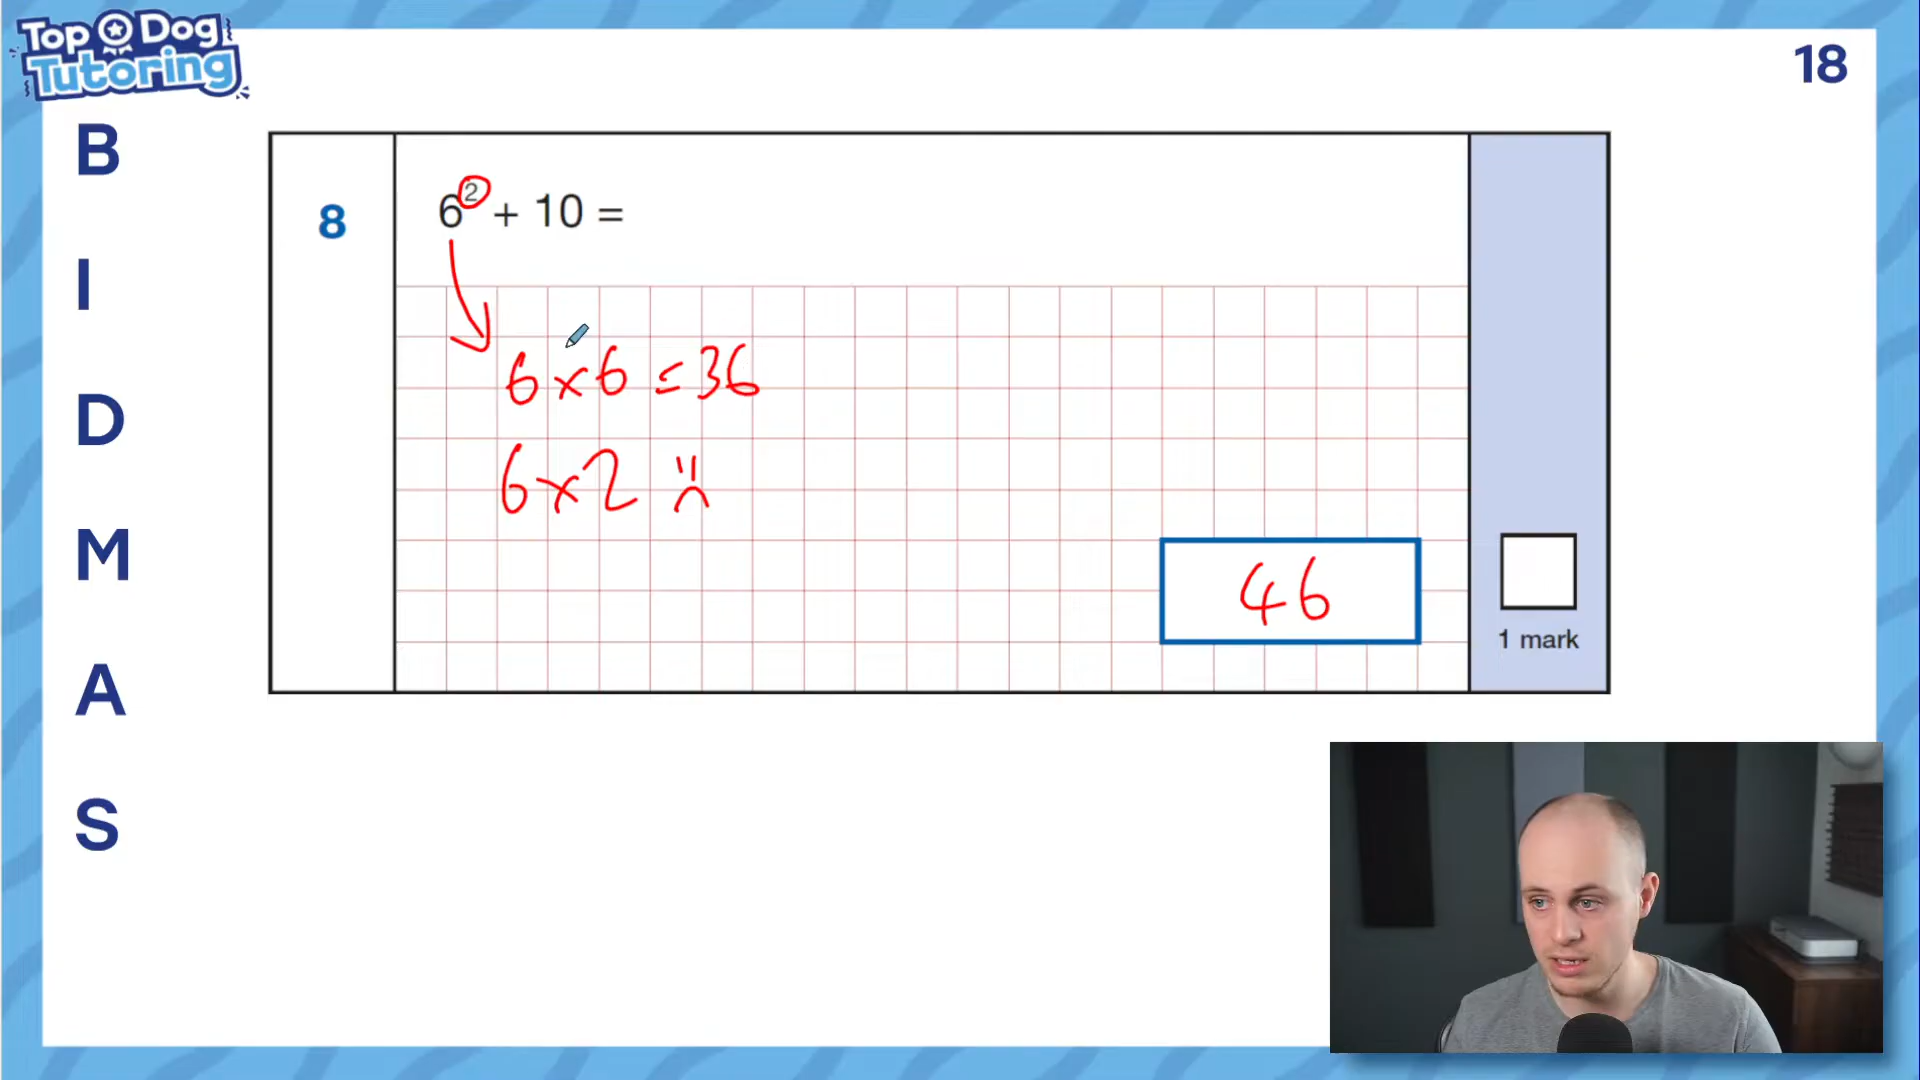 Top Dog
Tutoring
18
B
I
D
M
A
S
8
6² + 10 =
6 × 6 = 36
6 × 2
46
1 mark